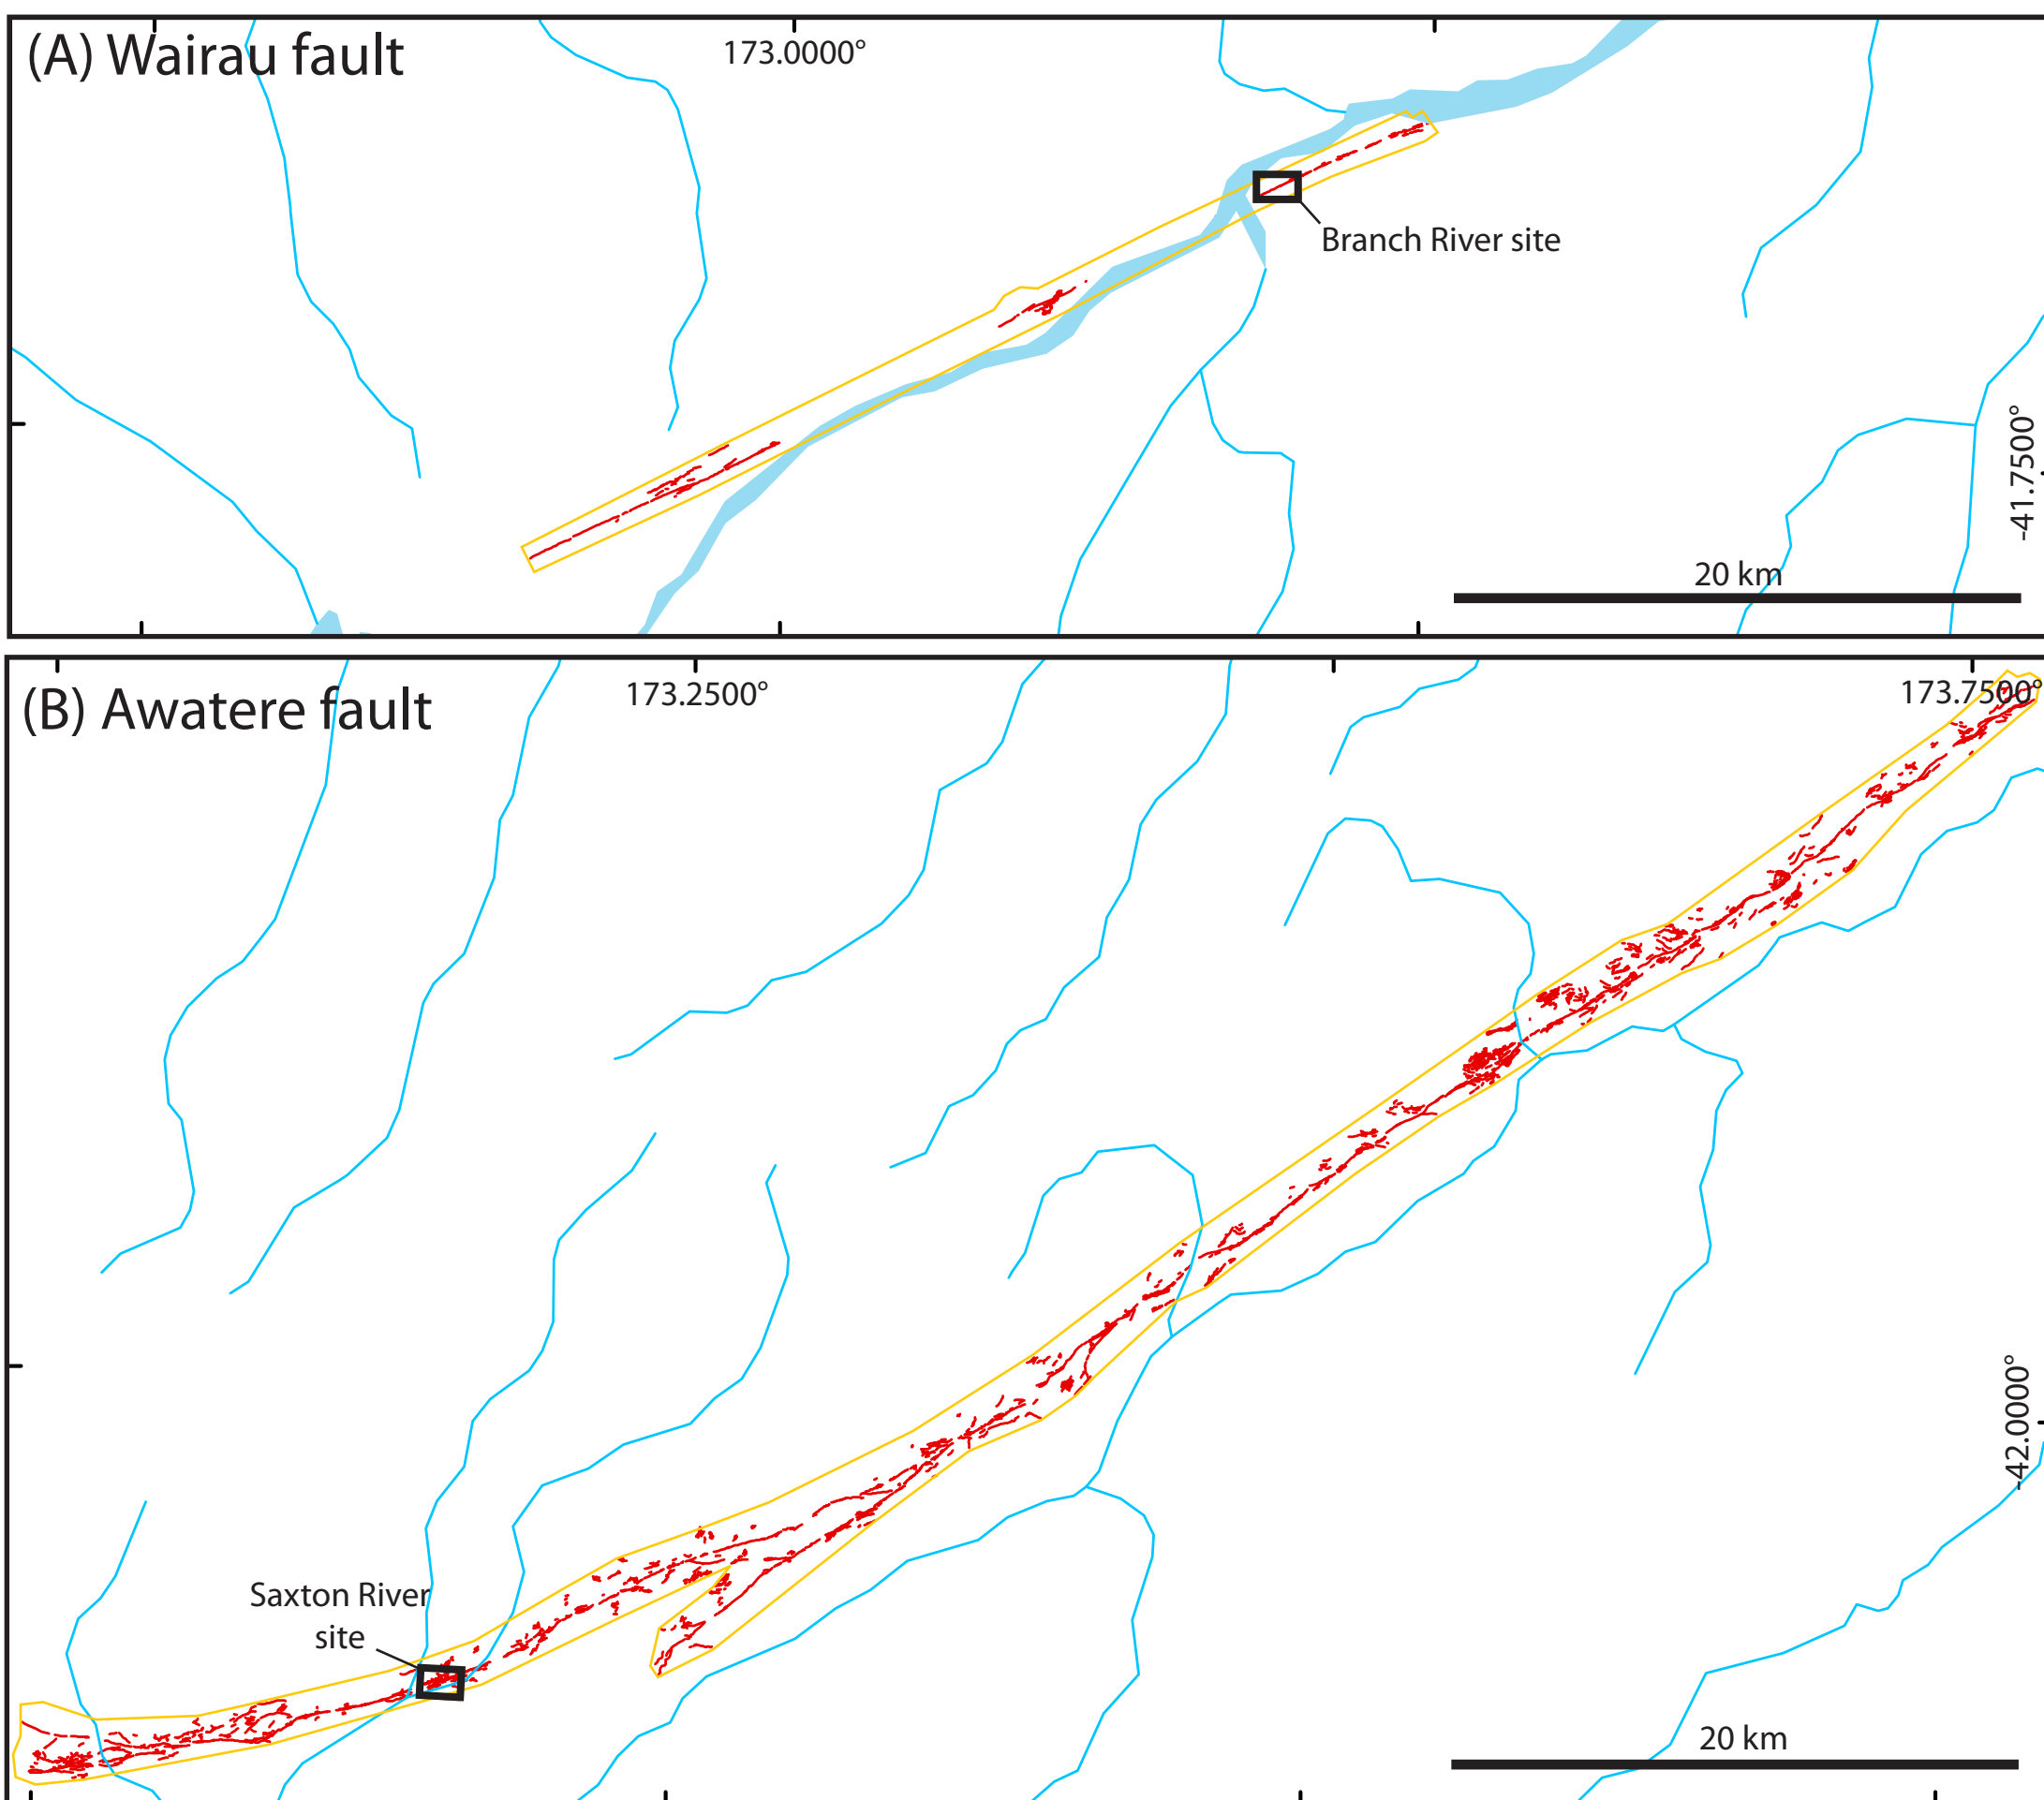 (A) Wairau fault
173.0000°
Branch River site
-41.7500°
20 km
(B) Awatere fault
173.2500°
173.7500°
-42.0000°
Saxton River
site
20 km